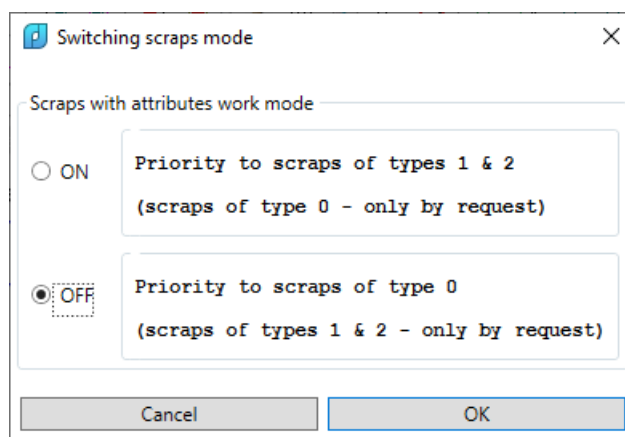 Switching scraps mode
Scraps with attributes work mode
ON
Priority to scraps of types 1 & 2
(scraps of type 0 - only by request)
OFF
Priority to scraps of type 0
(scraps of types 1 & 2 - only by request)
Cancel
OK